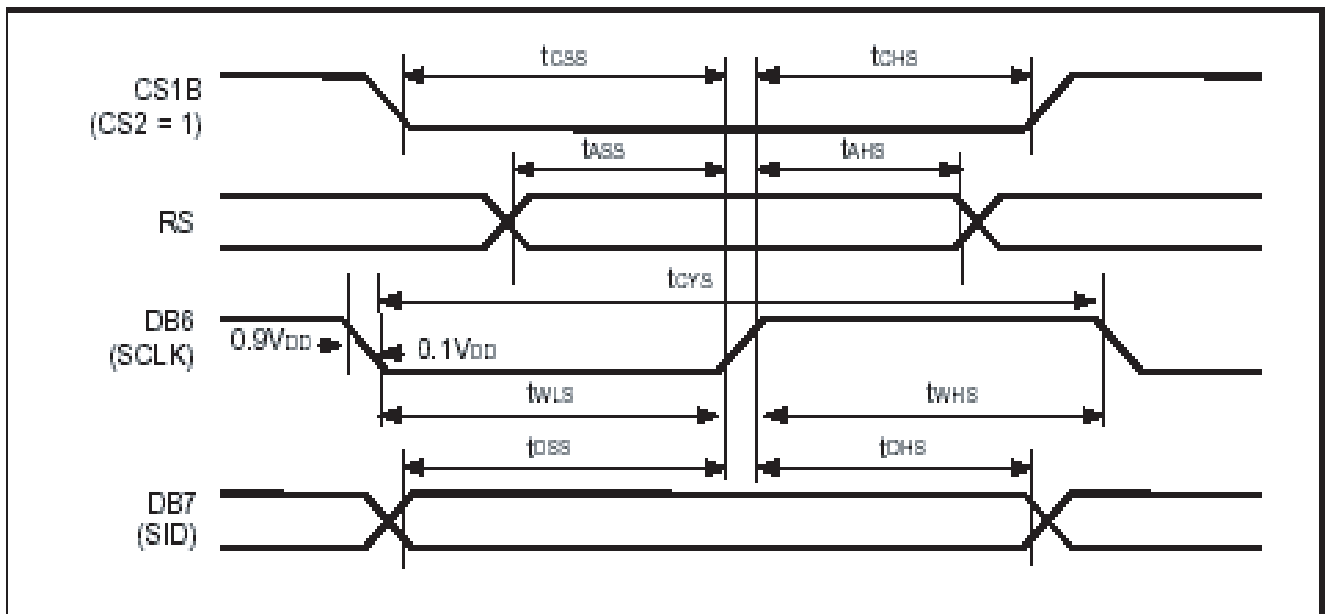 tCSS
tCHS
CS1B
(CS2 = 1)
tASS
tAHS
RS
tCYS
DB6
(SCLK)
0.9VDD
0.1VDD
tWLS
tWHS
tDSS
tDHS
DB7
(SID)